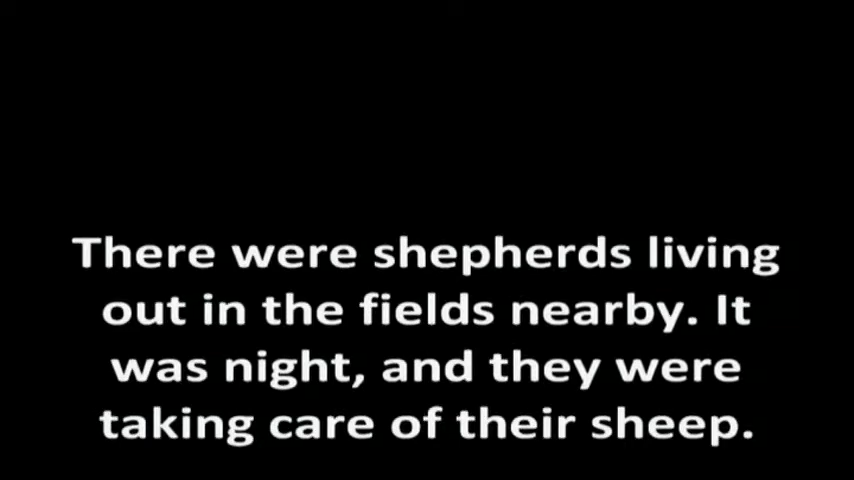 There were shepherds living
out in the fields nearby. It
was night, and they were
taking care of their sheep.